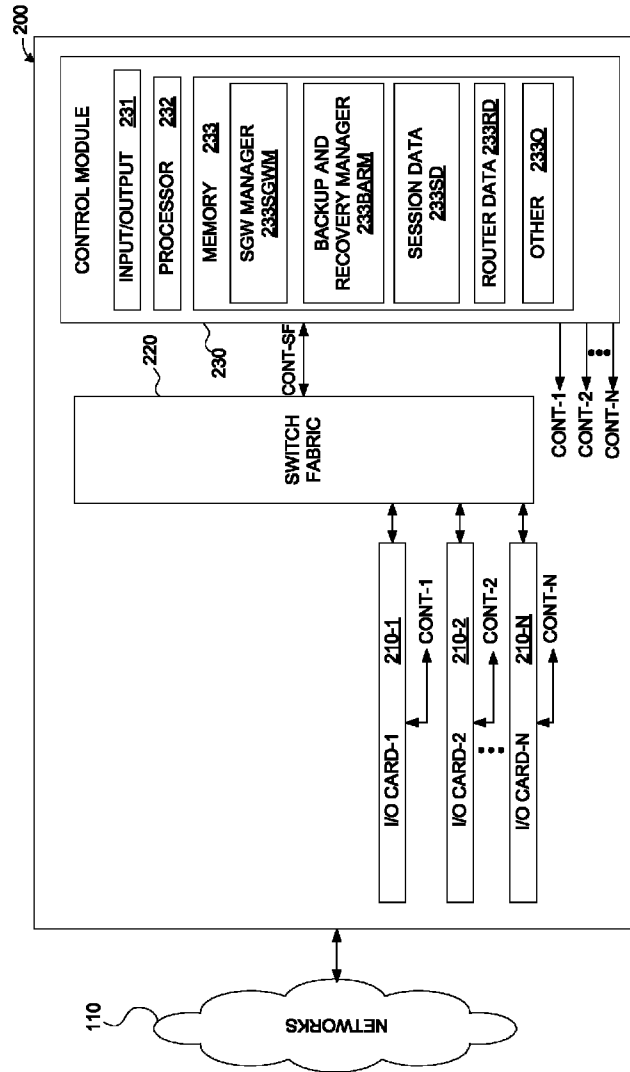 200
CONTROL MODULE
INPUT/OUTPUT 231
PROCESSOR 232
MEMORY 233
SGW MANAGER
233SGWM
BACKUP AND
RECOVERY MANAGER
233BARM
SESSION DATA
233SD
ROUTER DATA 233RD
OTHER 233O
230
220
CONT-SF
CONT-1
CONT-2
CONT-N
SWITCH
FABRIC
I/O CARD-1 210-1
CONT-1
I/O CARD-2 210-2
CONT-2
I/O CARD-N 210-N
CONT-N
110
NETWORKS